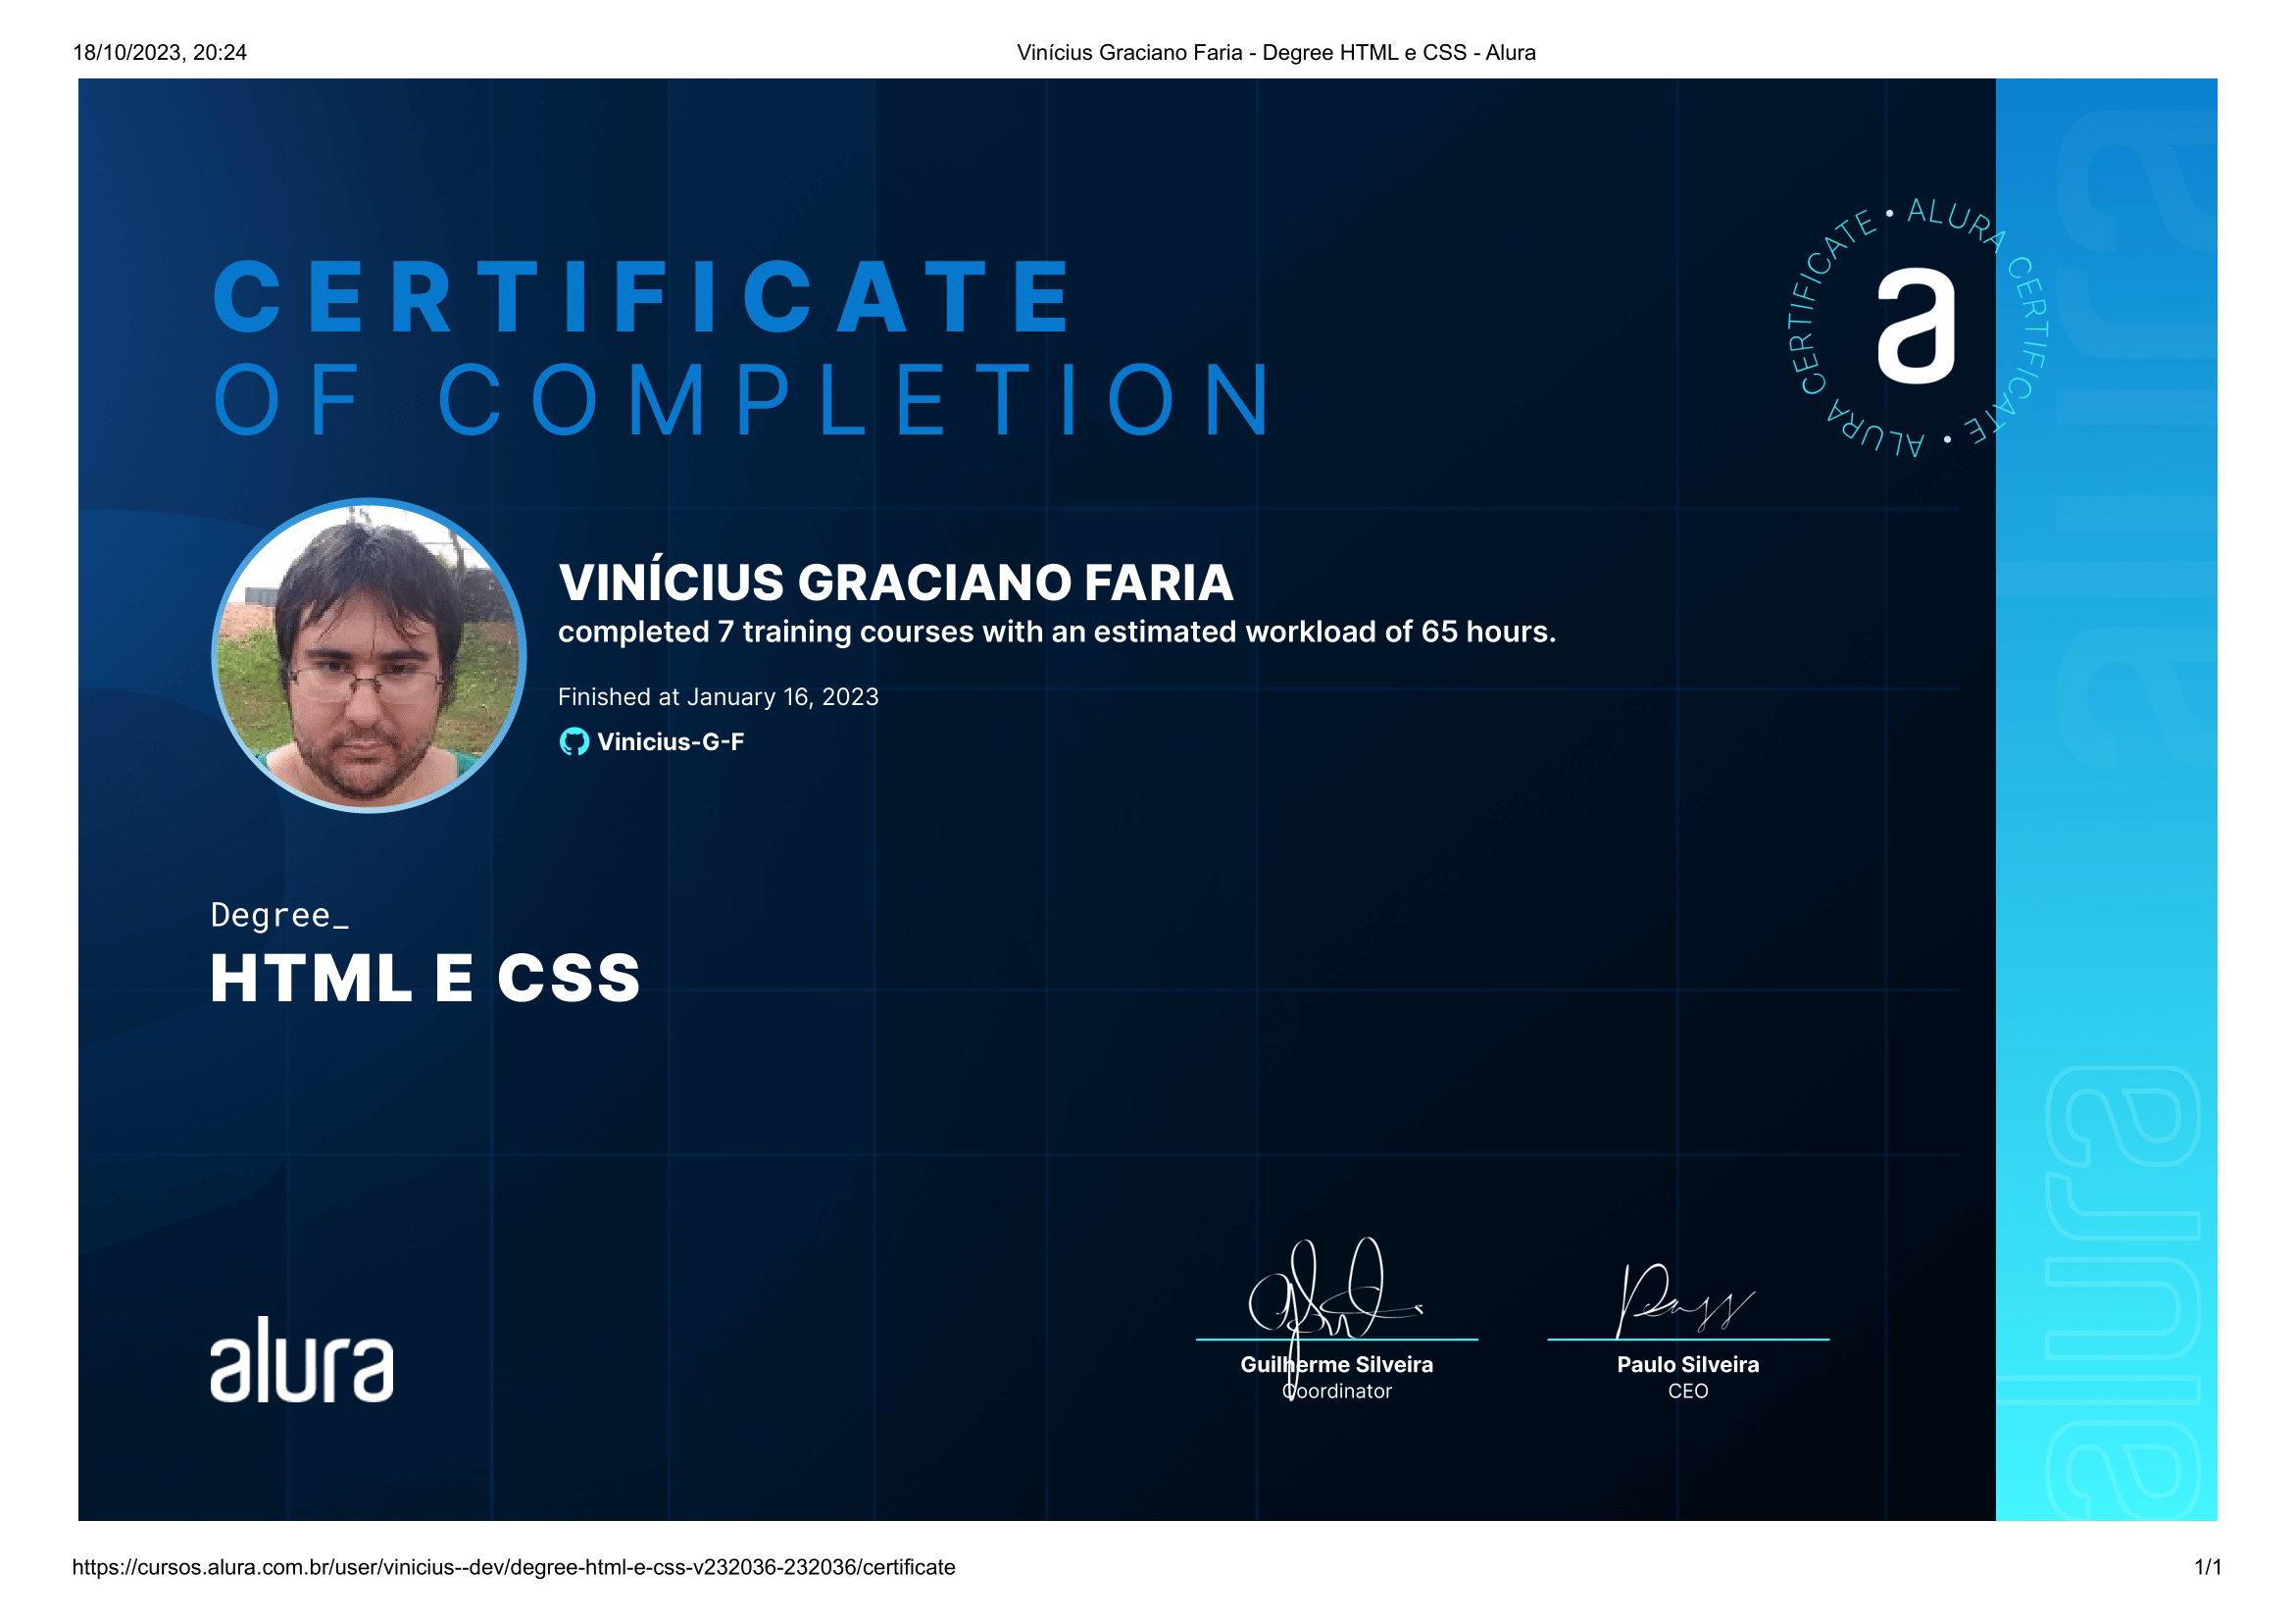 18/10/2023, 20:24
Vinícius Graciano Faria - Degree HTML e CSS - Alura
CERTIFICATE
OF COMPLETION
ALURA CERTIFICATE • ALURA CERTIFICATE •
a
VINÍCIUS GRACIANO FARIA
completed 7 training courses with an estimated workload of 65 hours.
Finished at January 16, 2023
Vinicius-G-F
Degree_
HTML E CSS
alura
Guilherme Silveira
Coordinator
Paulo Silveira
CEO
alura
alura
alura
https://cursos.alura.com.br/user/vinicius--dev/degree-html-e-css-v232036-232036/certificate
1/1